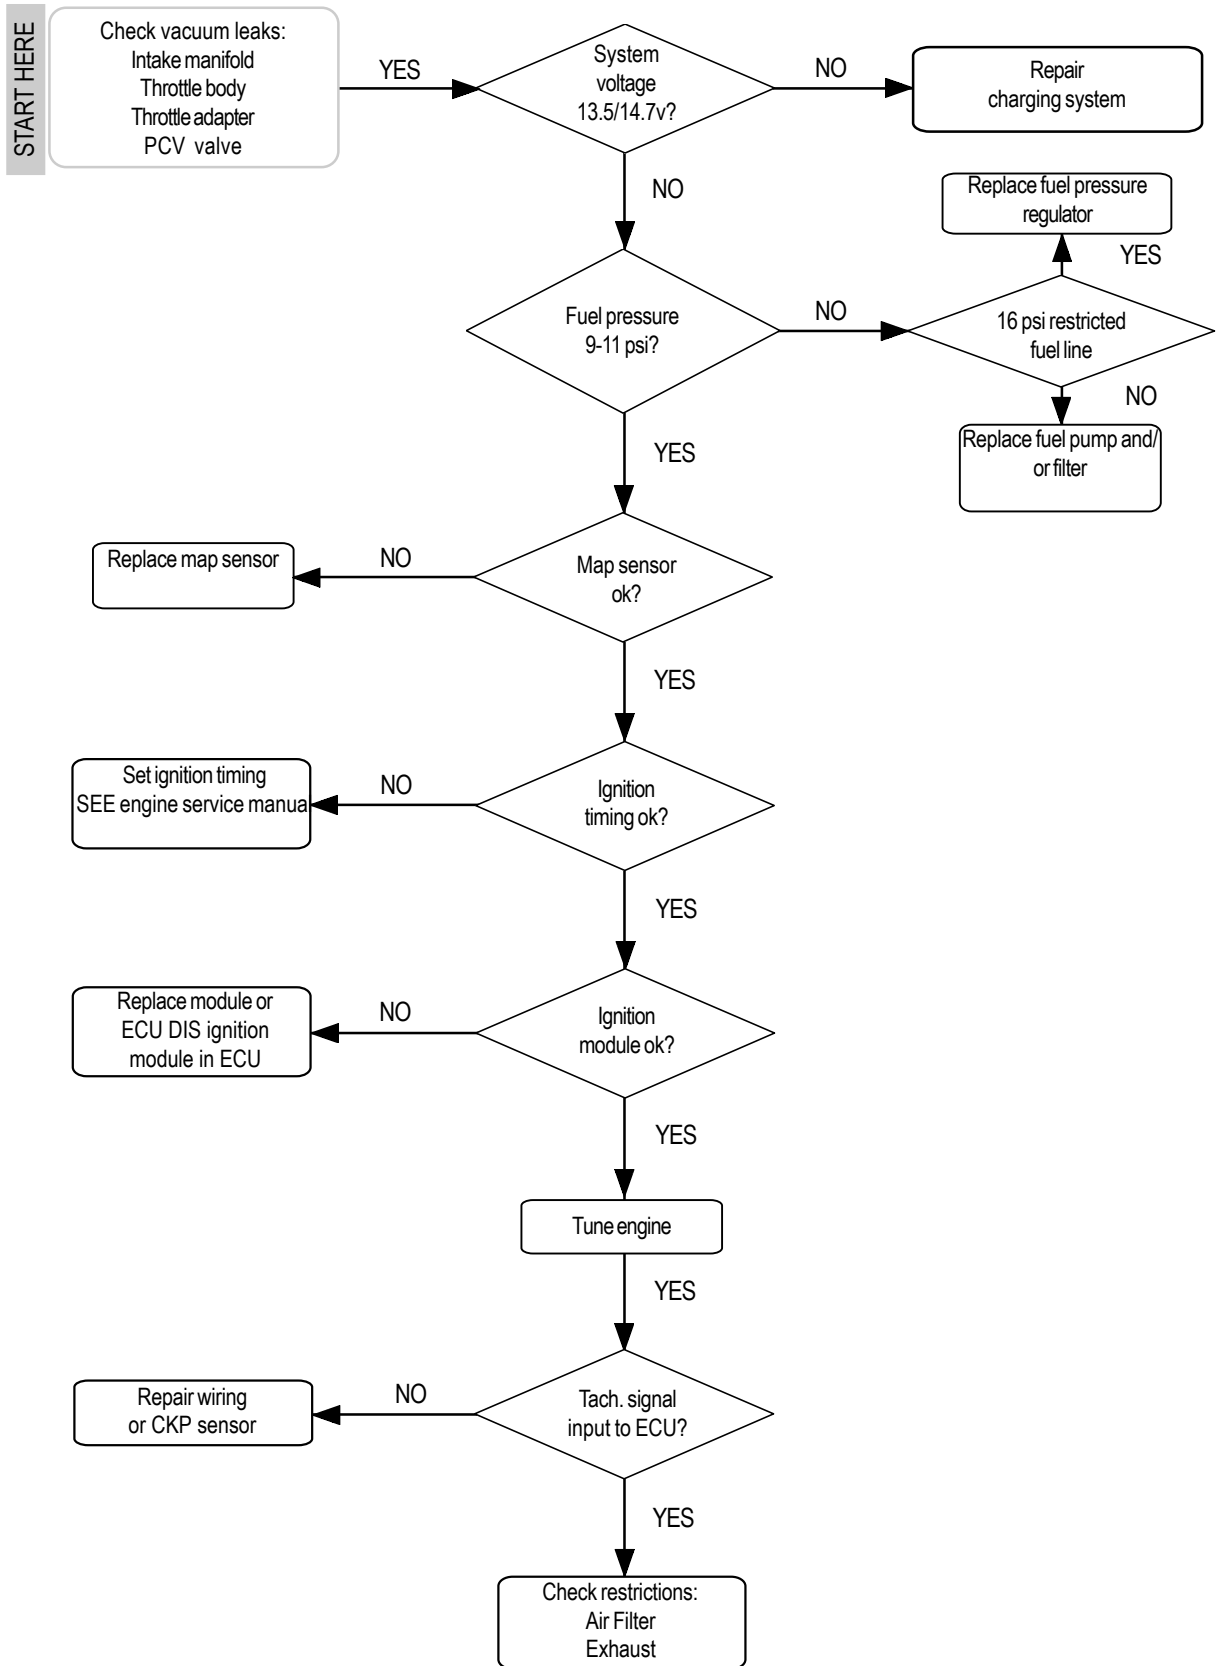 START HERE
Check vacuum leaks:
Intake manifold
Throttle body
Throttle adapter
PCV valve
YES
System
voltage
13.5/14.7v?
NO
Repair
charging system
NO
Replace fuel pressure
regulator
YES
Fuel pressure
9-11 psi?
NO
16 psi restricted
fuel line
NO
Replace fuel pump and/
or filter
YES
Map sensor
ok?
NO
Replace map sensor
YES
Ignition
timing ok?
NO
Set ignition timing
SEE engine service manual
YES
Ignition
module ok?
NO
Replace module or
ECU DIS ignition
module in ECU
YES
Tune engine
YES
Tach. signal
input to ECU?
NO
Repair wiring
or CKP sensor
YES
Check restrictions:
Air Filter
Exhaust